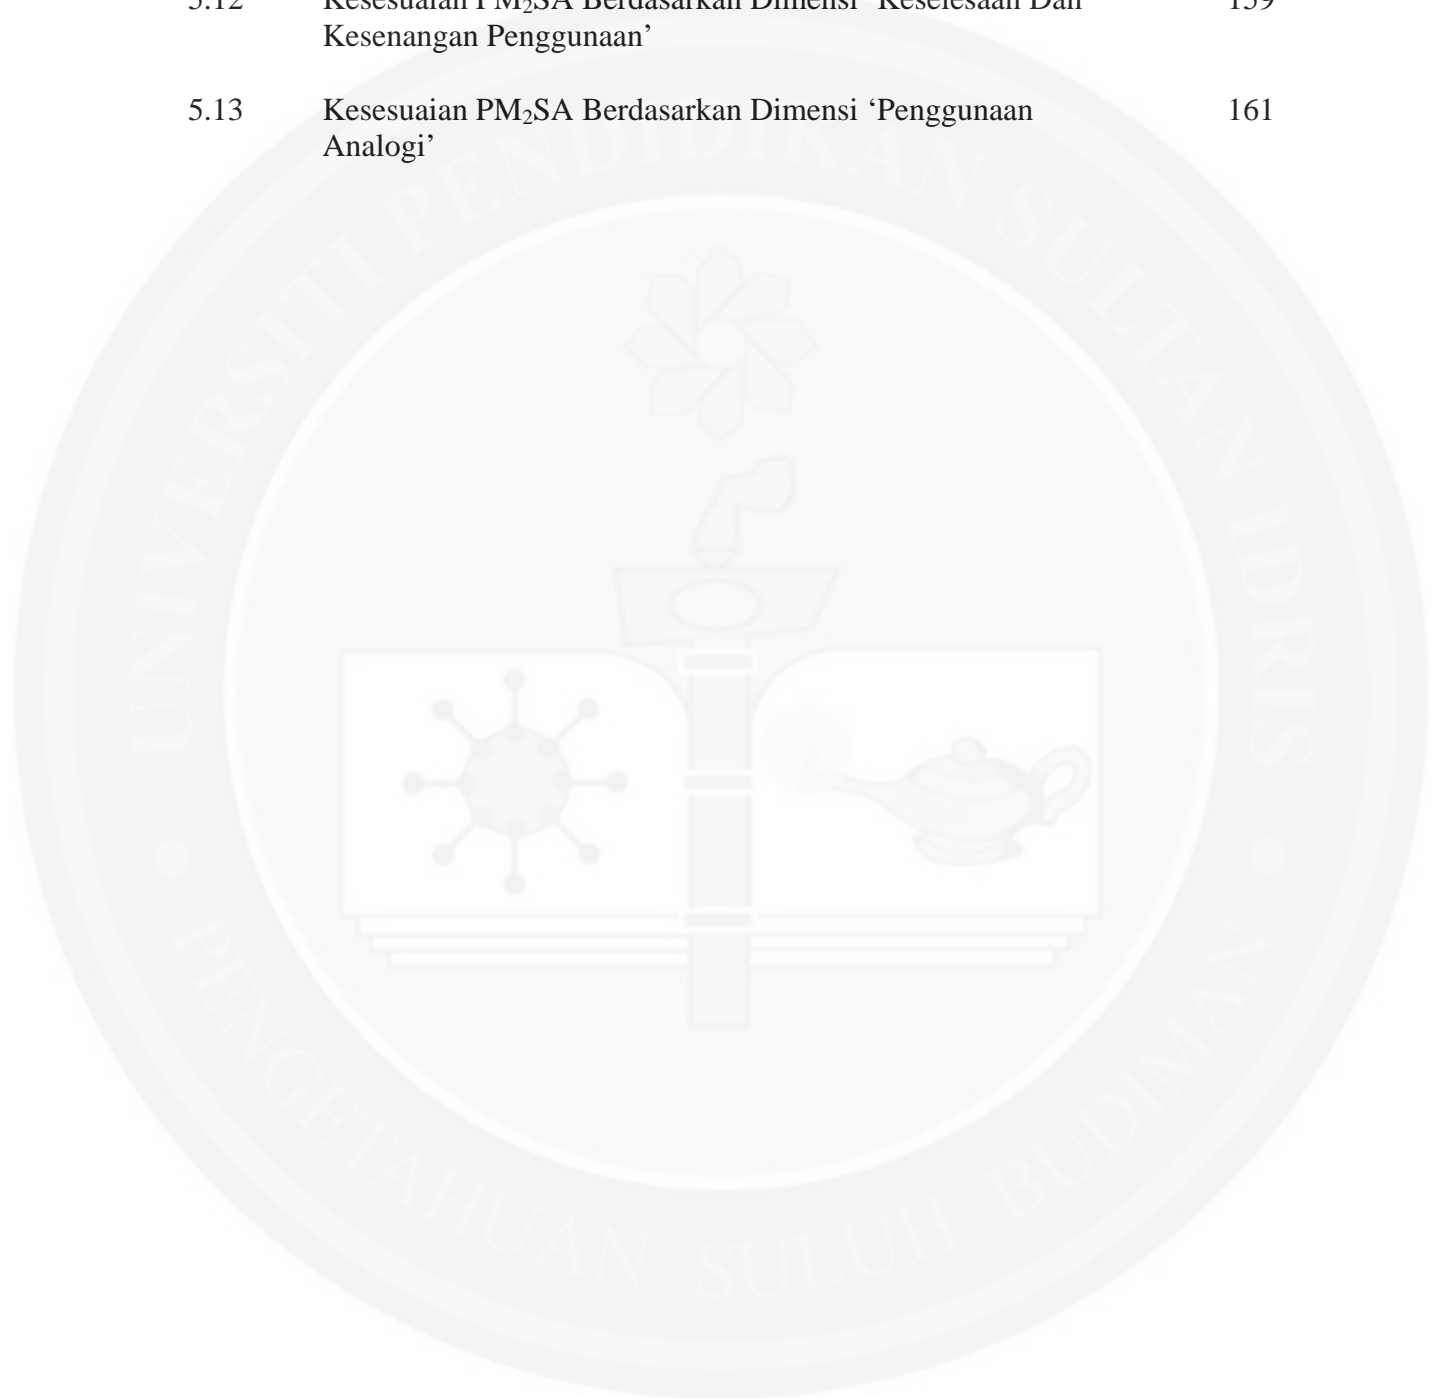 5.12 Kesesuaian PM₂SA Berdasarkan Dimensi ‘Keselesaan Dan 159
Kesenangan Penggunaan’
5.13 Kesesuaian PM₂SA Berdasarkan Dimensi ‘Penggunaan 161
Analogi’
UNIVERSITI PENDIDIKAN SULTAN IDRIS
PENGETAHUAN SULUH BUDIMAN